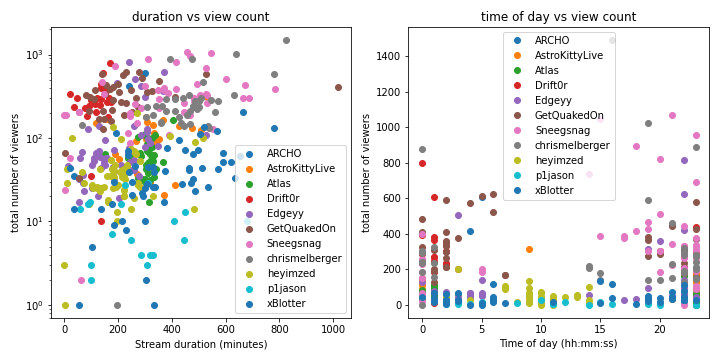 duration vs view count
total number of viewers
10³
10²
10¹
10⁰
0
200
400
600
800
1000
Stream duration (minutes)
ARCHO
AstroKittyLive
Atlas
Drift0r
Edgeyy
GetQuakedOn
Sneegsnag
chrismelberger
heyimzed
p1jason
xBlotter
time of day vs view count
total number of viewers
1400
1200
1000
800
600
400
200
0
0
5
10
15
20
Time of day (hh:mm:ss)
ARCHO
AstroKittyLive
Atlas
Drift0r
Edgeyy
GetQuakedOn
Sneegsnag
chrismelberger
heyimzed
p1jason
xBlotter